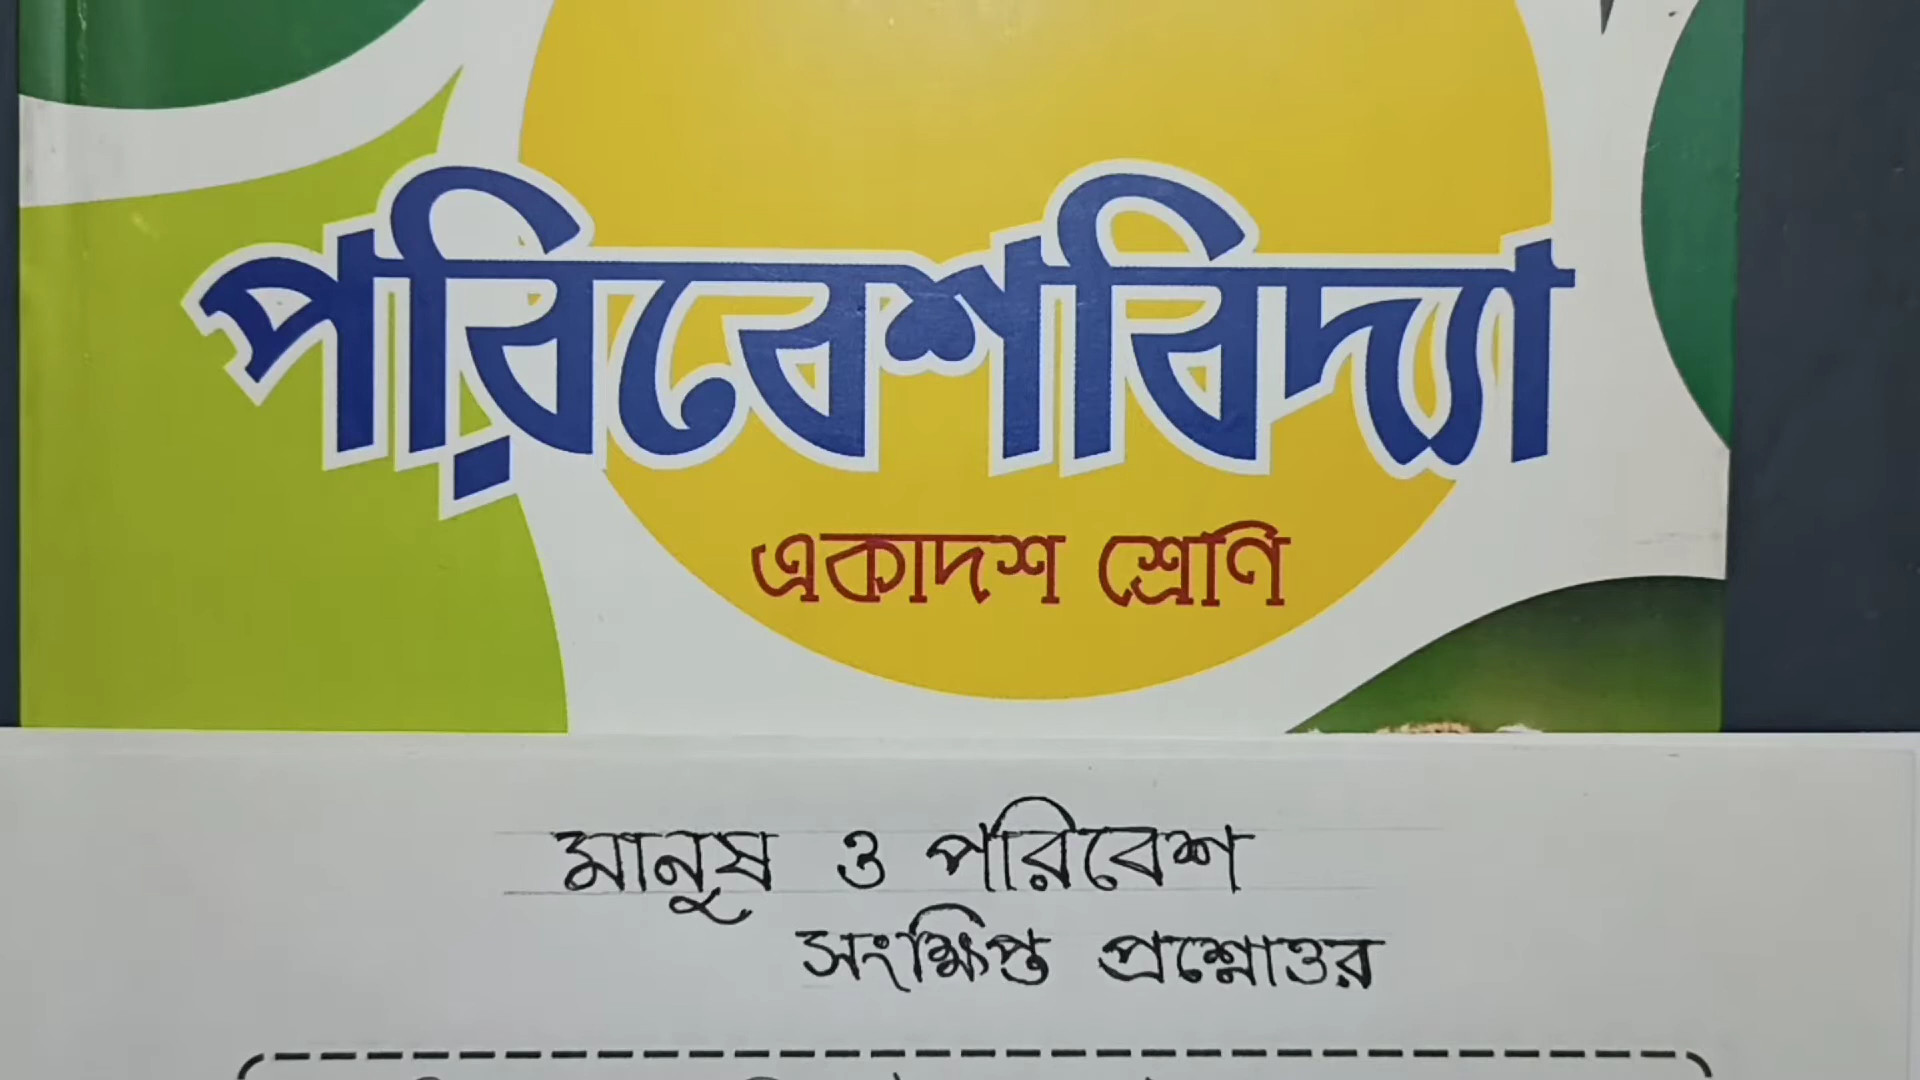 পরিবেশবিদ্যা
একাদশ শ্রেণি
মানুষ ও পরিবেশ
সংক্ষিপ্ত প্রশ্নোত্তর